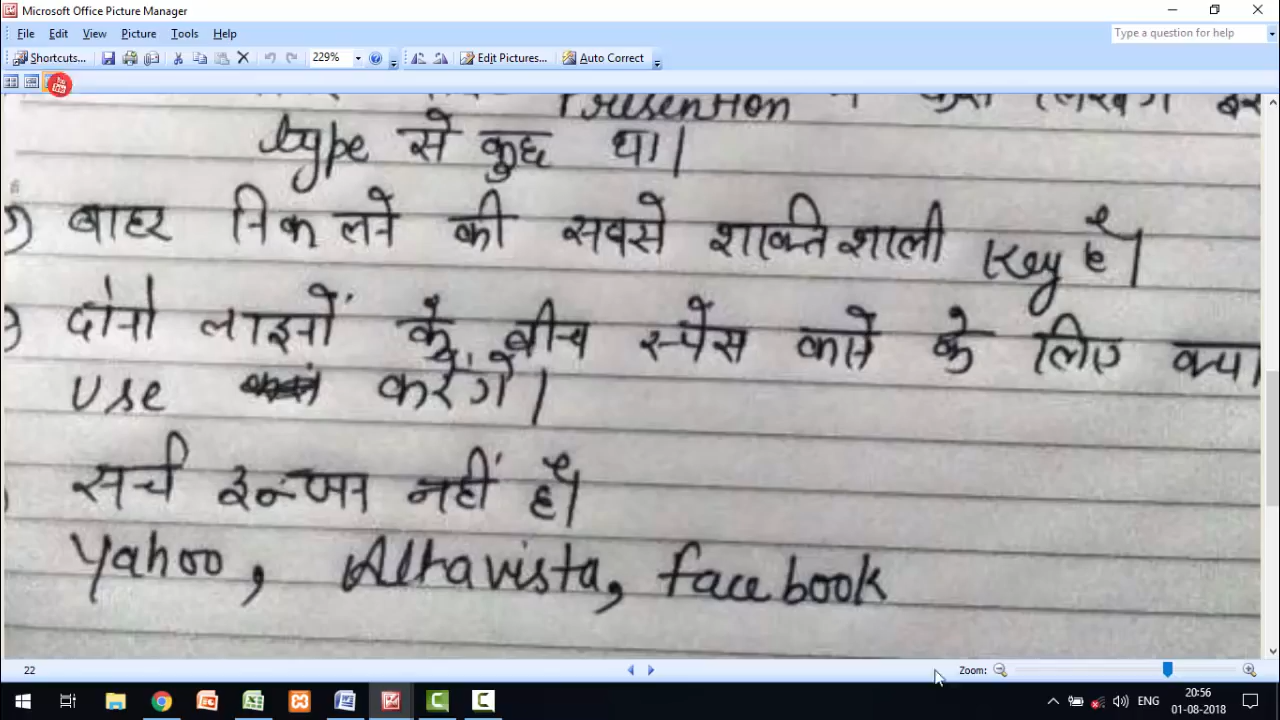 Microsoft Office Picture Manager
File Edit View Picture Tools Help
Type a question for help
Shortcuts... 229% Edit Pictures... Auto Correct
Presention
type से कुछ था।
बाहर निकलने की सबसे शाक्तिशाली Key है।
दोनो लाइनों के बीच स्पेस करने के लिए क्या
use करेंगे।
सर्च इन्जन नहीं है।
Yahoo, Altavista, facebook
22 Zoom:
ENG 20:56
01-08-2018